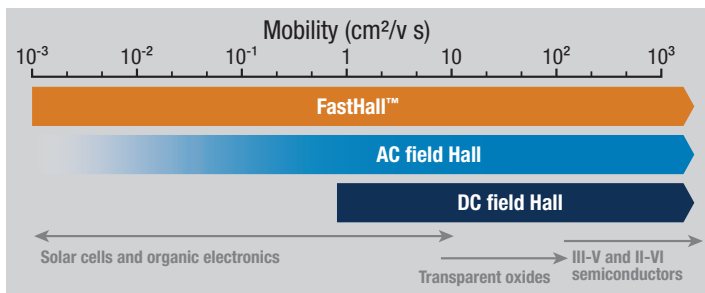 Mobility (cm²/v s)
10⁻³ 10⁻² 10⁻¹ 1 10 10² 10³
FastHall™
AC field Hall
DC field Hall
Solar cells and organic electronics
Transparent oxides
III-V and II-VI
semiconductors